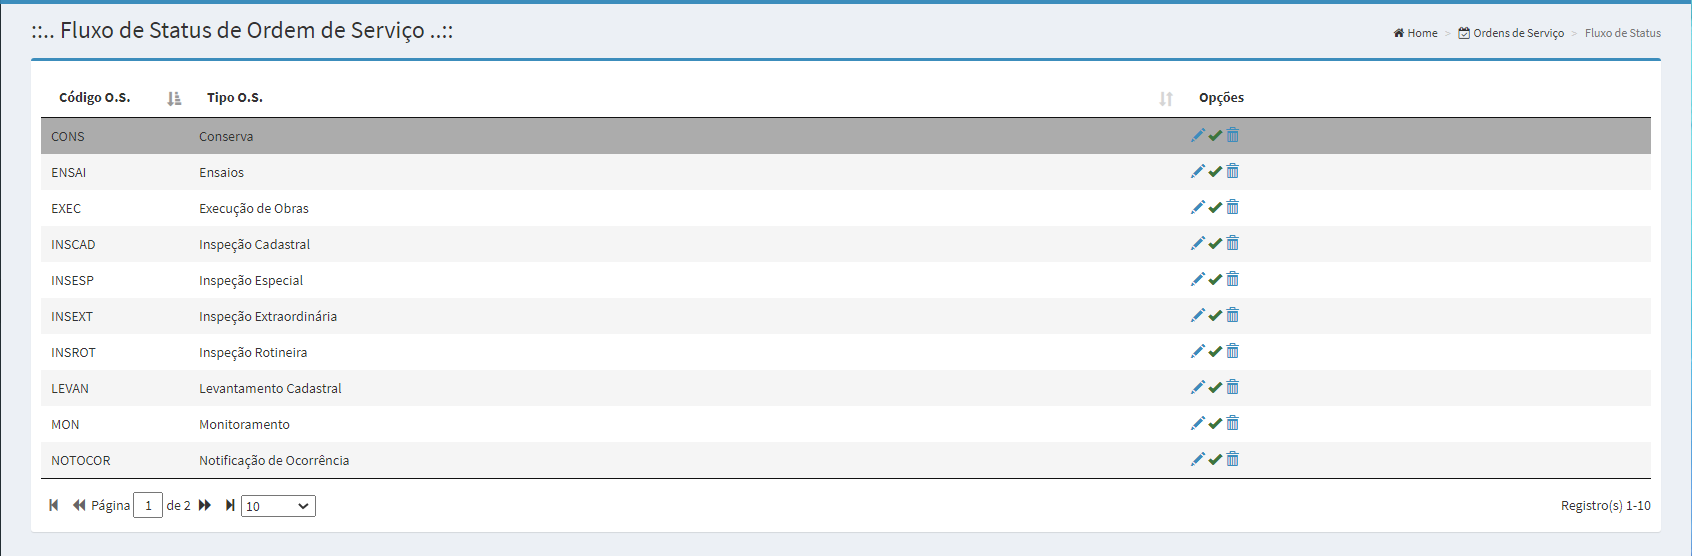 ::.. Fluxo de Status de Ordem de Serviço ..::
Home > Ordens de Serviço > Fluxo de Status
Código O.S. Tipo O.S. Opções
CONS Conserva
ENSAI Ensaios
EXEC Execução de Obras
INSCAD Inspeção Cadastral
INSESP Inspeção Especial
INSEXT Inspeção Extraordinária
INSROT Inspeção Rotineira
LEVAN Levantamento Cadastral
MON Monitoramento
NOTOCOR Notificação de Ocorrência
Página 1 de 2 10 Registro(s) 1-10